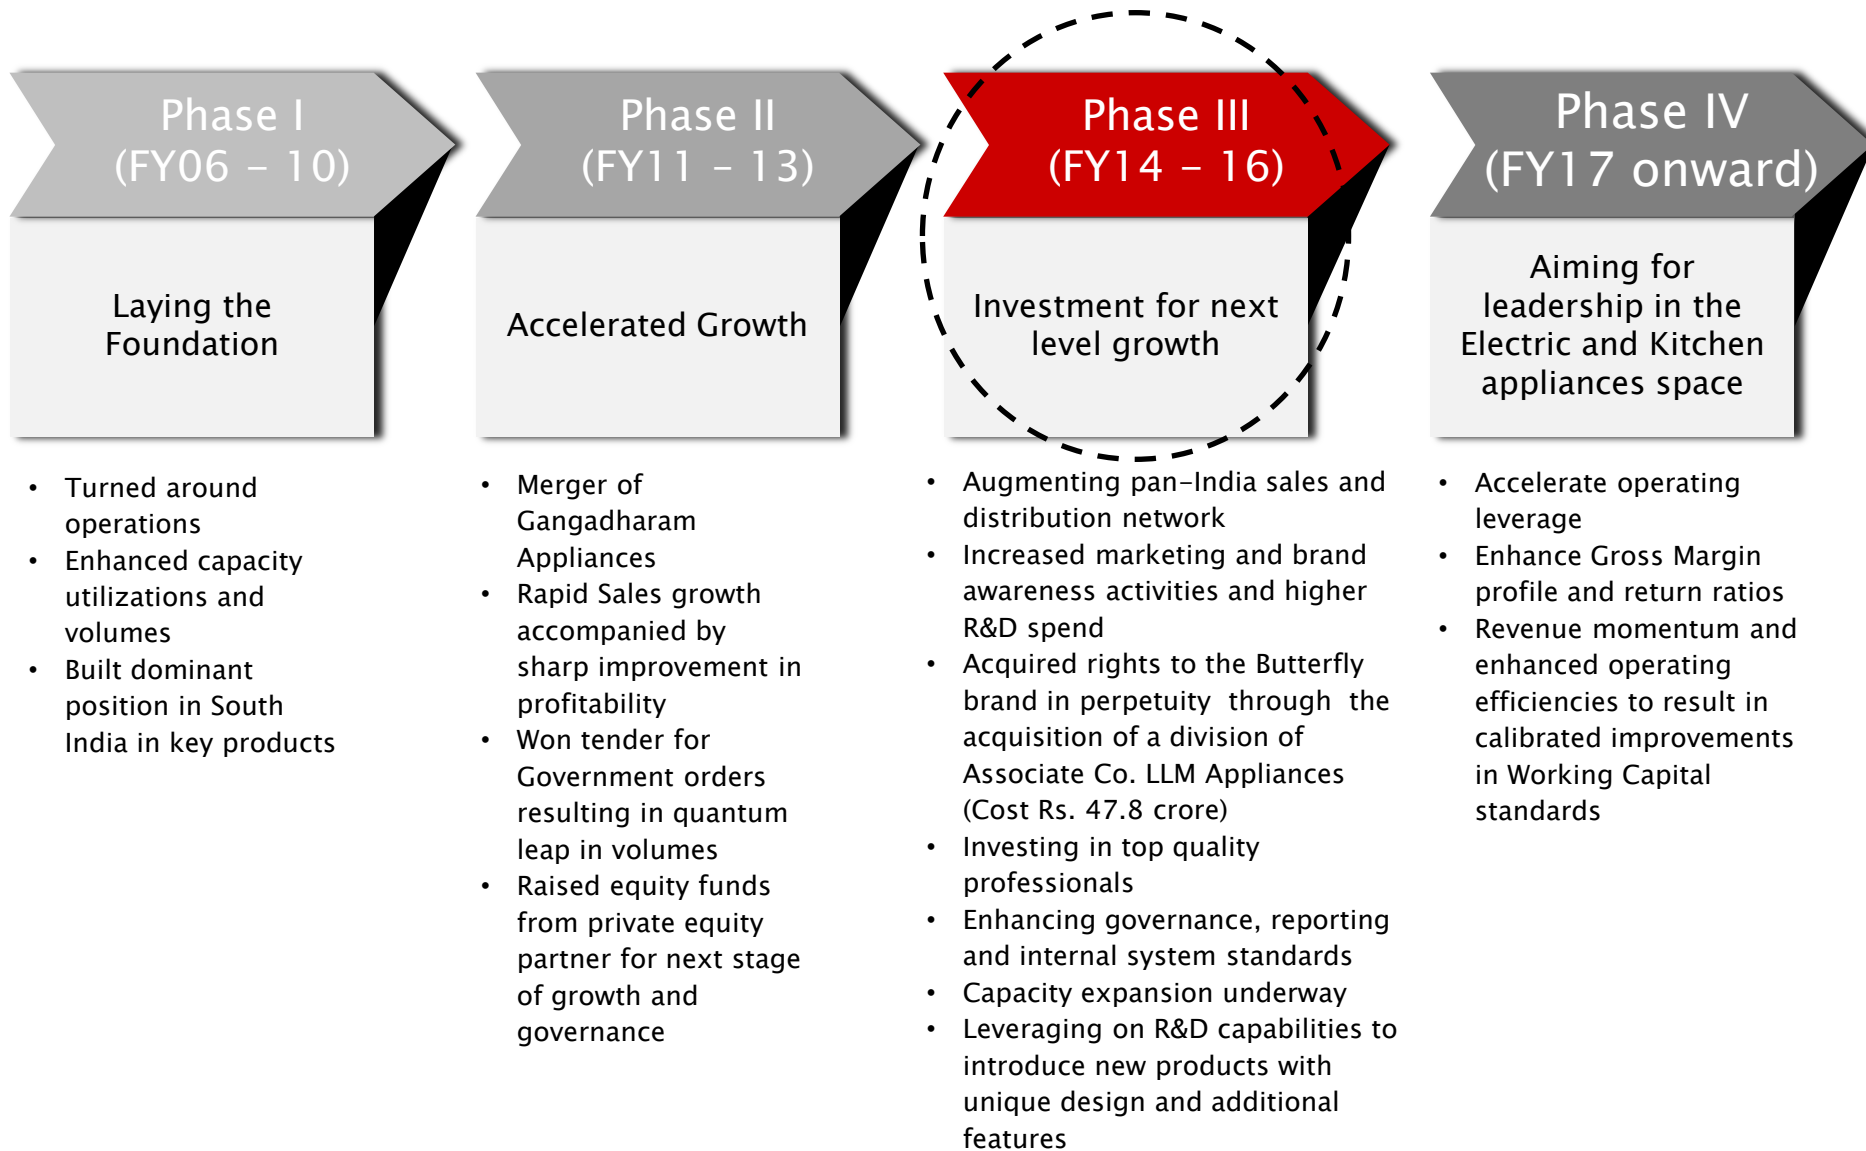 Phase I
(FY06 – 10)
Laying the
Foundation
• Turned around
operations
• Enhanced capacity
utilizations and
volumes
• Built dominant
position in South
India in key products
Phase II
(FY11 – 13)
Accelerated Growth
• Merger of
Gangadharam
Appliances
• Rapid Sales growth
accompanied by
sharp improvement in
profitability
• Won tender for
Government orders
resulting in quantum
leap in volumes
• Raised equity funds
from private equity
partner for next stage
of growth and
governance
Phase III
(FY14 – 16)
Investment for next
level growth
• Augmenting pan-India sales and
distribution network
• Increased marketing and brand
awareness activities and higher
R&D spend
• Acquired rights to the Butterfly
brand in perpetuity through the
acquisition of a division of
Associate Co. LLM Appliances
(Cost Rs. 47.8 crore)
• Investing in top quality
professionals
• Enhancing governance, reporting
and internal system standards
• Capacity expansion underway
• Leveraging on R&D capabilities to
introduce new products with
unique design and additional
features
Phase IV
(FY17 onward)
Aiming for
leadership in the
Electric and Kitchen
appliances space
• Accelerate operating
leverage
• Enhance Gross Margin
profile and return ratios
• Revenue momentum and
enhanced operating
efficiencies to result in
calibrated improvements
in Working Capital
standards